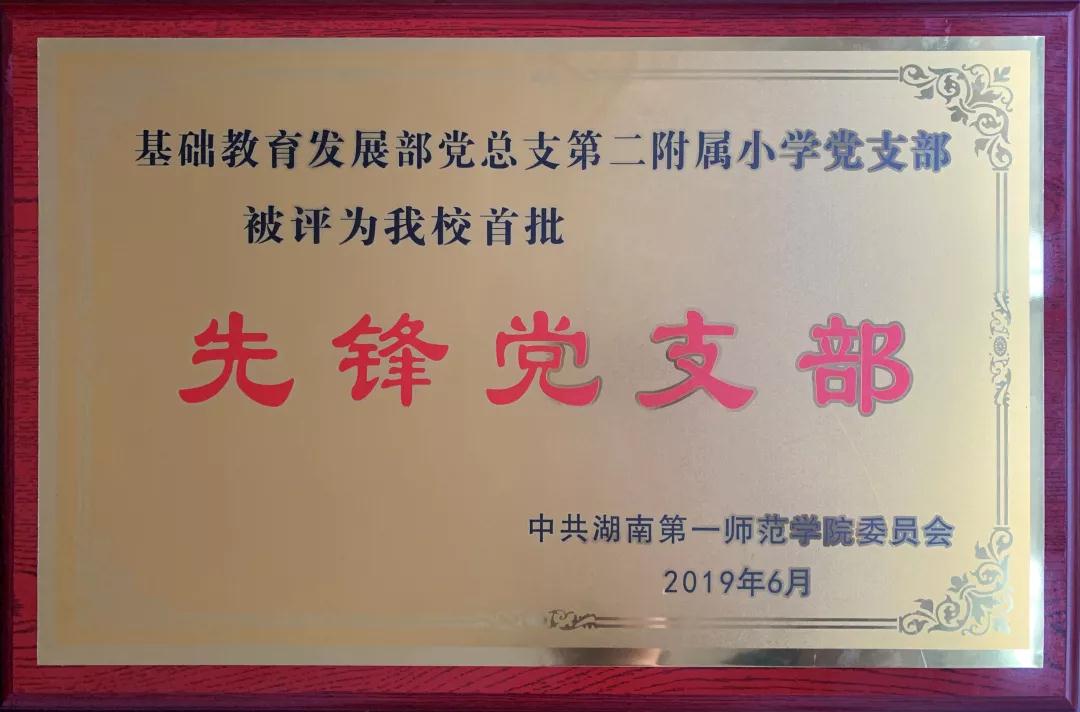 基础教育发展部党总支第二附属小学党支部
被评为我校首批
先锋党支部
中共湖南第一师范学院委员会
2019年6月